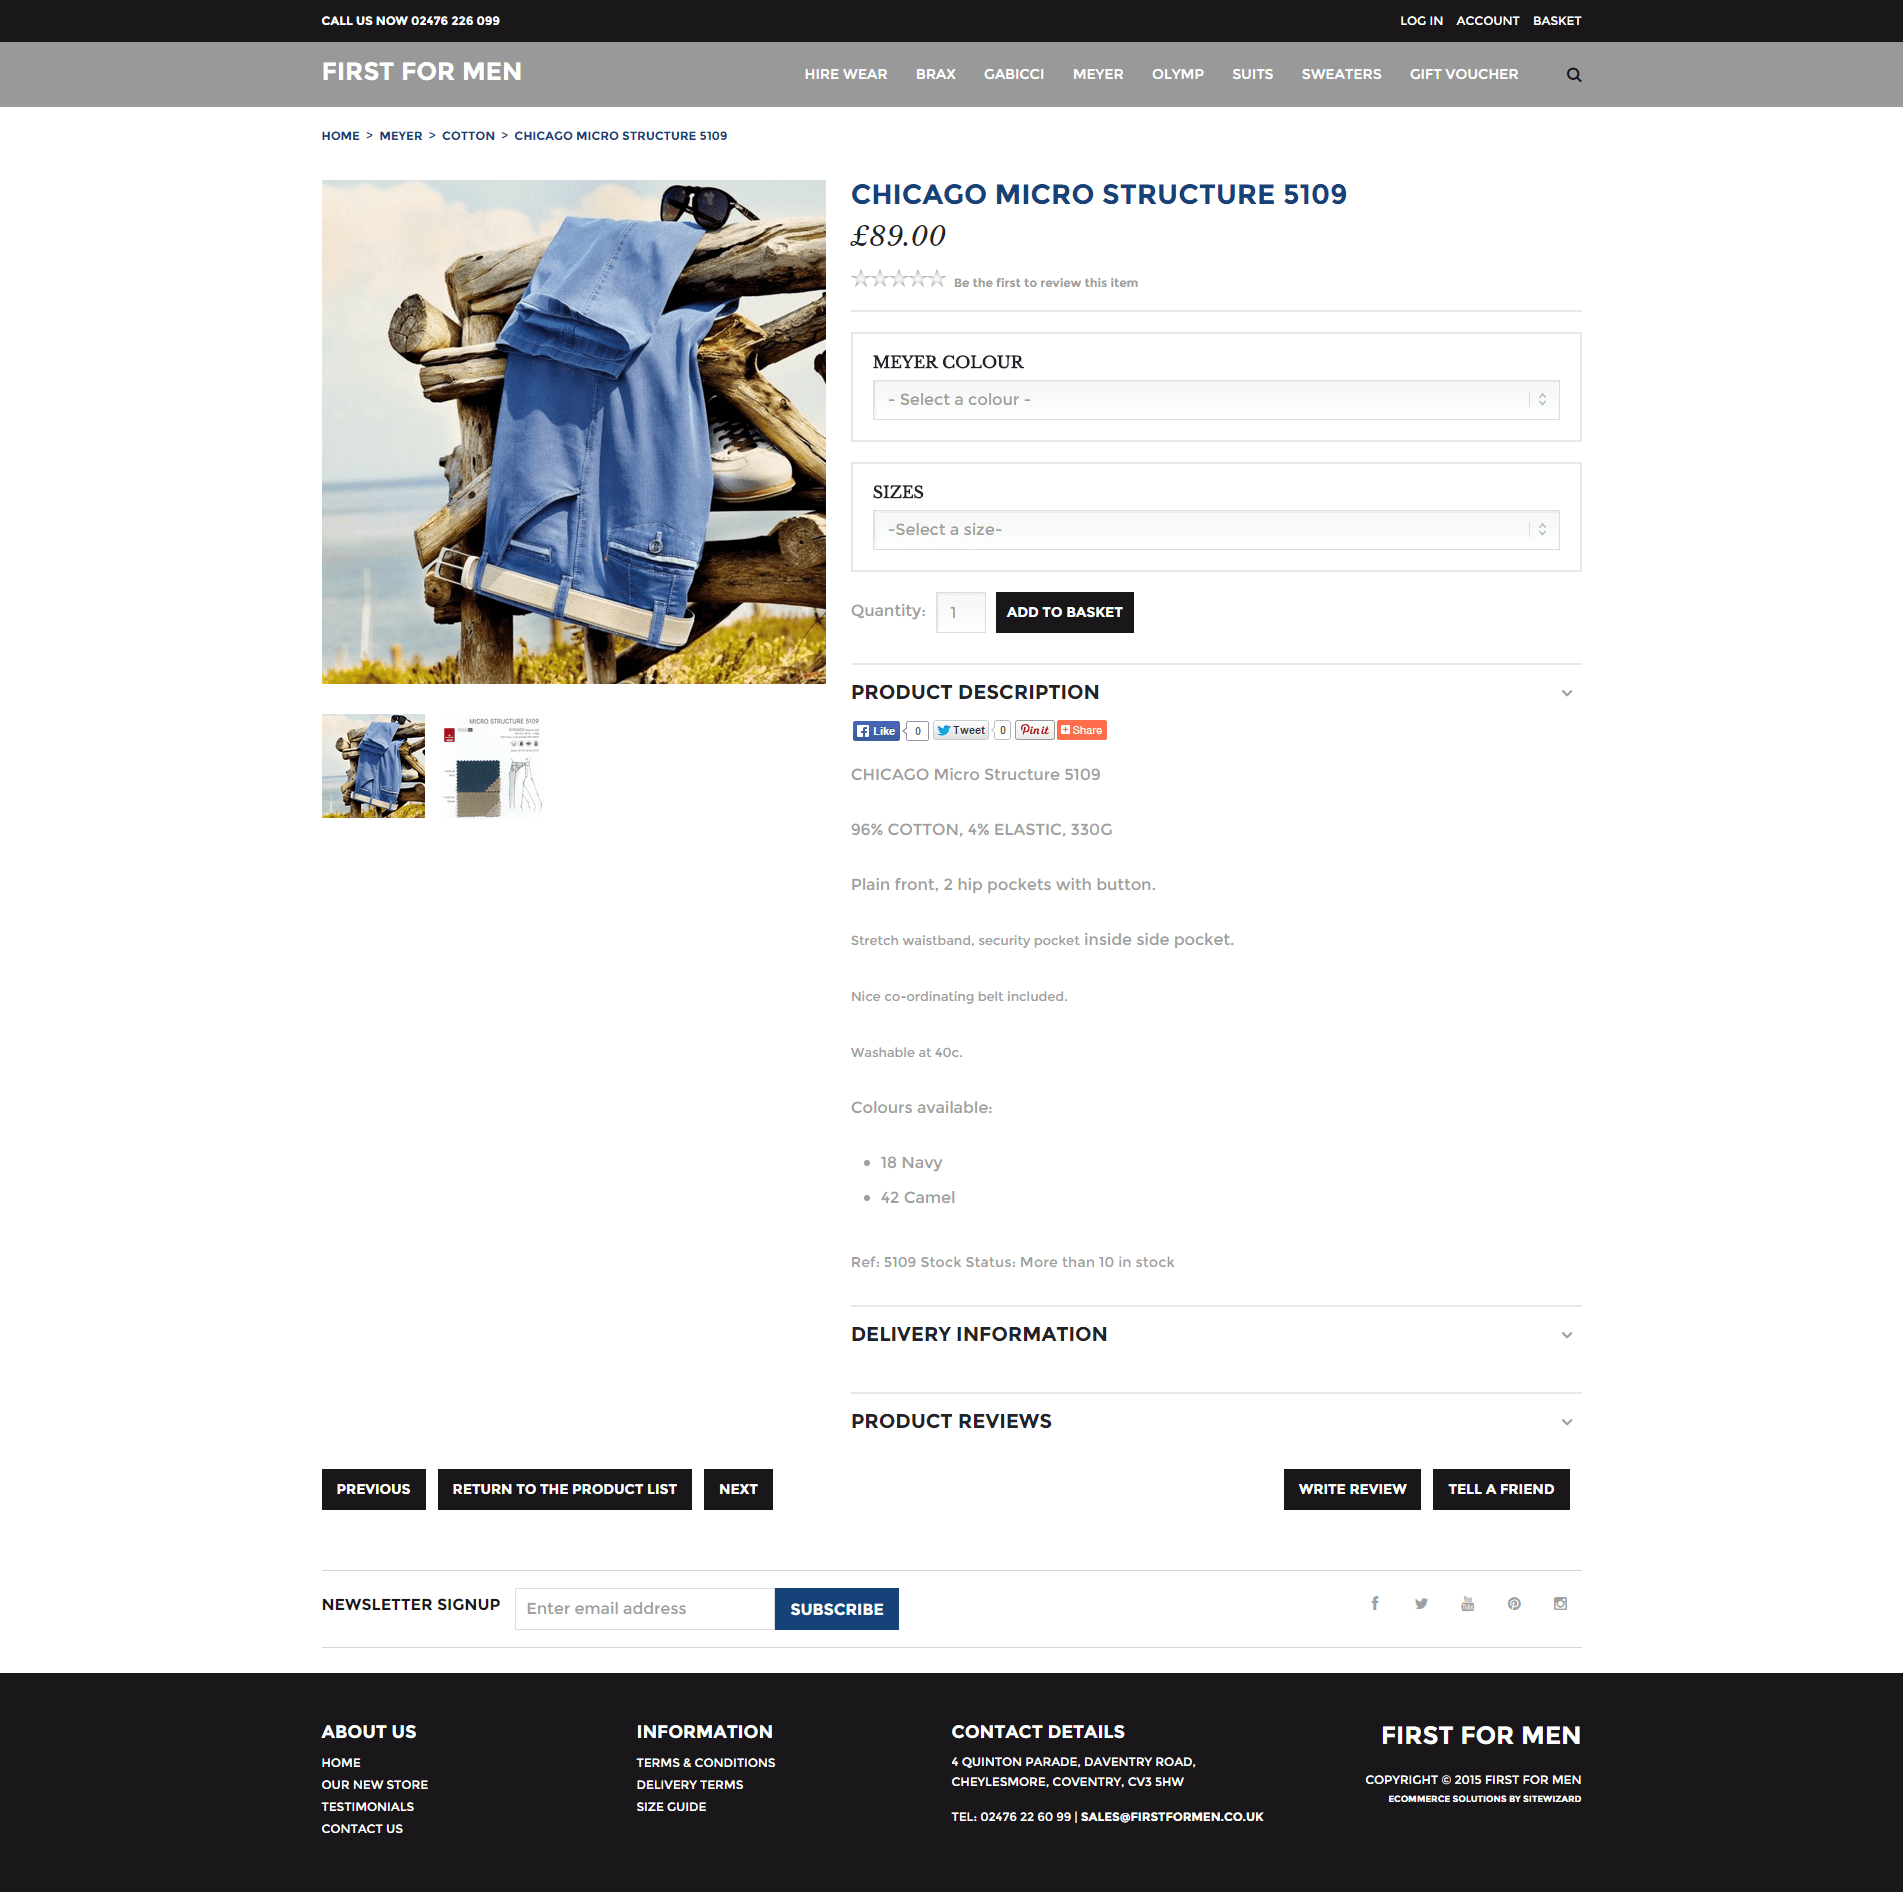 CALL US NOW 02476 226 099
LOG IN ACCOUNT BASKET
FIRST FOR MEN
HIRE WEAR BRAX GABICCI MEYER OLYMP SUITS SWEATERS GIFT VOUCHER
HOME > MEYER > COTTON > CHICAGO MICRO STRUCTURE 5109
CHICAGO MICRO STRUCTURE 5109
£89.00
Be the first to review this item
MEYER COLOUR
- Select a colour -
SIZES
-Select a size-
Quantity: 1 ADD TO BASKET
PRODUCT DESCRIPTION
MICRO STRUCTURE 5109
Like 0 Tweet 0 Pin it Share
CHICAGO Micro Structure 5109
96% COTTON, 4% ELASTIC, 330G
Plain front, 2 hip pockets with button.
Stretch waistband, security pocket inside side pocket.
Nice co-ordinating belt included.
Washable at 40c.
Colours available:
18 Navy
42 Camel
Ref: 5109 Stock Status: More than 10 in stock
DELIVERY INFORMATION
PRODUCT REVIEWS
PREVIOUS RETURN TO THE PRODUCT LIST NEXT WRITE REVIEW TELL A FRIEND
NEWSLETTER SIGNUP Enter email address SUBSCRIBE
ABOUT US
HOME
OUR NEW STORE
TESTIMONIALS
CONTACT US
INFORMATION
TERMS & CONDITIONS
DELIVERY TERMS
SIZE GUIDE
CONTACT DETAILS
4 QUINTON PARADE, DAVENTRY ROAD,
CHEYLESMORE, COVENTRY, CV3 5HW
TEL: 02476 22 60 99 | SALES@FIRSTFORMEN.CO.UK
FIRST FOR MEN
COPYRIGHT © 2015 FIRST FOR MEN
ECOMMERCE SOLUTIONS BY SITEWIZARD